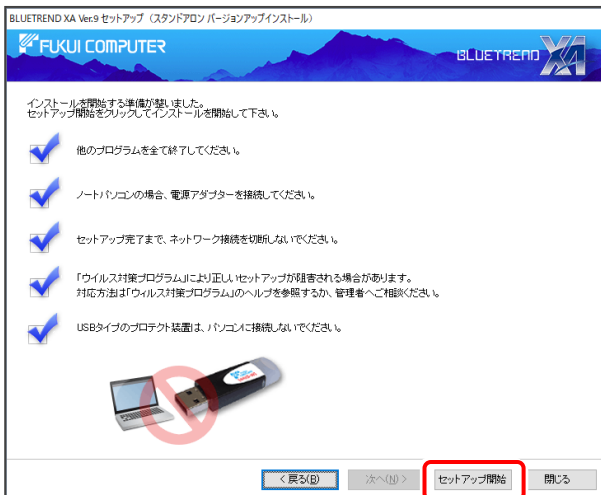 BLUETREND XA Ver.9 セットアップ（スタンドアロン バージョンアップインストール）
FUKUI COMPUTER
BLUETREND XA
インストールを開始する準備が整いました。
セットアップ開始をクリックしてインストールを開始して下さい。
他のプログラムを全て終了してください。
ノートパソコンの場合、電源アダプターを接続してください。
セットアップ完了まで、ネットワーク接続を切断しないでください。
「ウイルス対策プログラム」により正しいセットアップが阻害される場合があります。
対応方法は「ウィルス対策プログラム」のヘルプを参照するか、管理者へご相談ください。
USBタイプのプロテクト装置は、パソコンに接続しないでください。
< 戻る(B)
次へ(N) >
セットアップ開始
閉じる